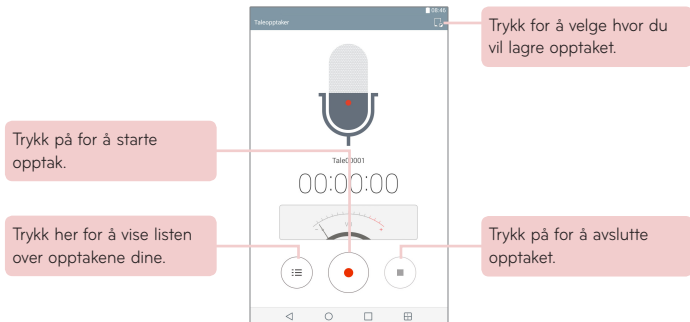 08:46
Taleopptaker
Trykk for å velge hvor du
vil lagre opptaket.
Trykk på for å starte
opptak.
Tale00001
00:00:00
- VU +
Trykk her for å vise listen
over opptakene dine.
Trykk på for å avslutte
opptaket.